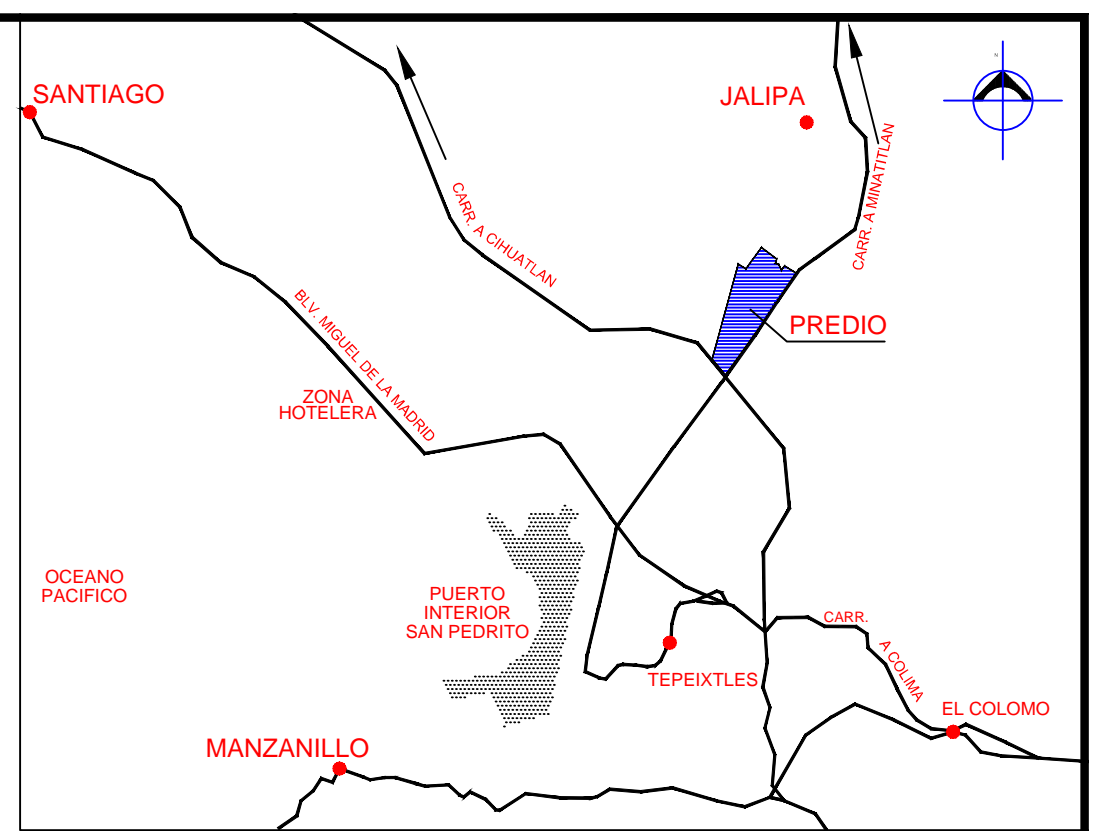 SANTIAGO
JALIPA
N
CARR. A CIHUATLAN
CARR. A MINATITLAN
PREDIO
BLV. MIGUEL DE LA MADRID
ZONA
HOTELERA
OCEANO
PACIFICO
PUERTO
INTERIOR
SAN PEDRITO
CARR.
A COLIMA
TEPEIXTLES
EL COLOMO
MANZANILLO